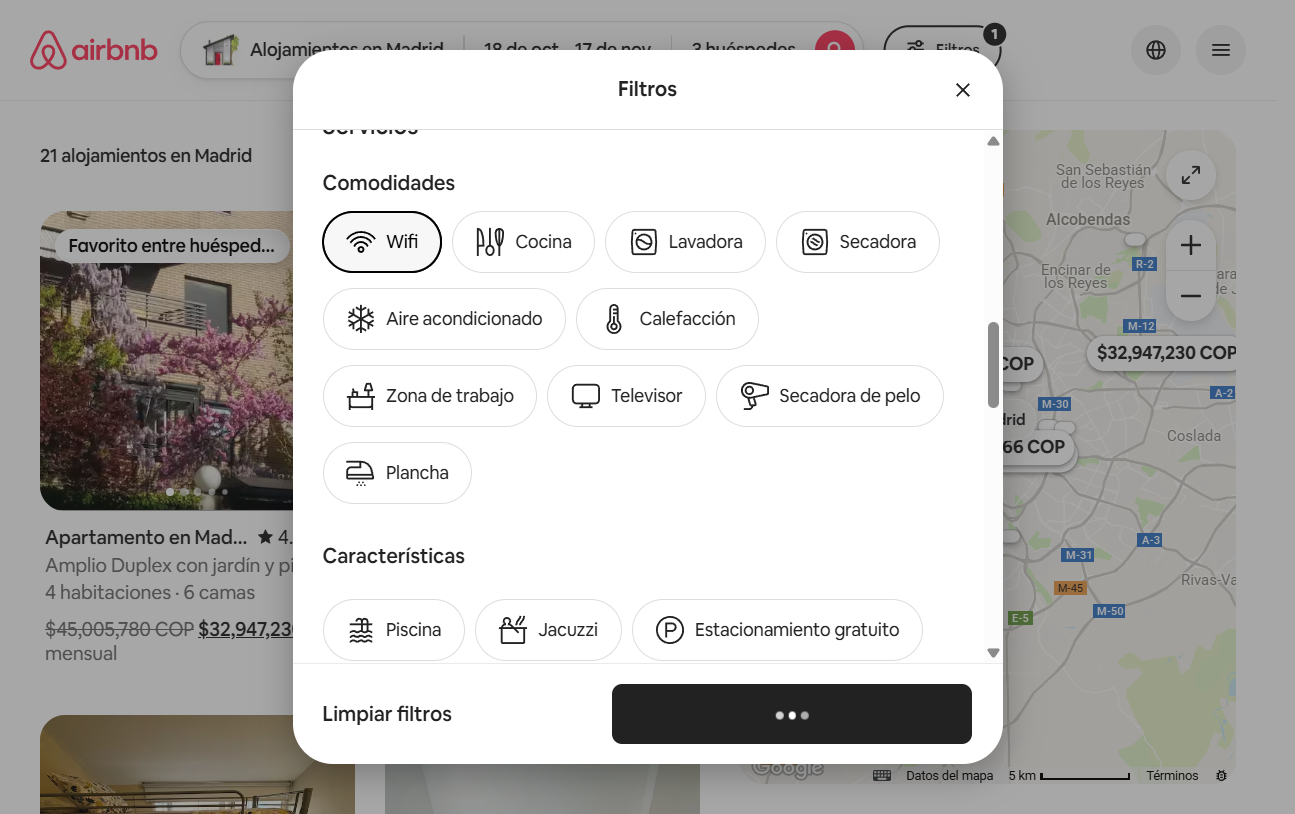 airbnb
Alojamientos en Madrid
18 de oct
17 de nov
3 huéspedes
Filtros
1
Filtros
21 alojamientos en Madrid
Favorito entre huésped...
Apartamento en Mad... ★ 4.
Amplio Duplex con jardín y pi
4 habitaciones · 6 camas
$45,005,780 COP $32,947,23
mensual
Servicios
Comodidades
Wifi
Cocina
Lavadora
Secadora
Aire acondicionado
Calefacción
Zona de trabajo
Televisor
Secadora de pelo
Plancha
Características
Piscina
Jacuzzi
Estacionamiento gratuito
Limpiar filtros
San Sebastián
de los Reyes
Alcobendas
R-2
Encinar de
los Reyes
M-12
COP
$32,947,230 COP
A-2
M-30
drid
66 COP
Coslada
A-3
M-31
M-45
Rivas-Va
M-50
E-5
Google
Datos del mapa
5 km
Términos